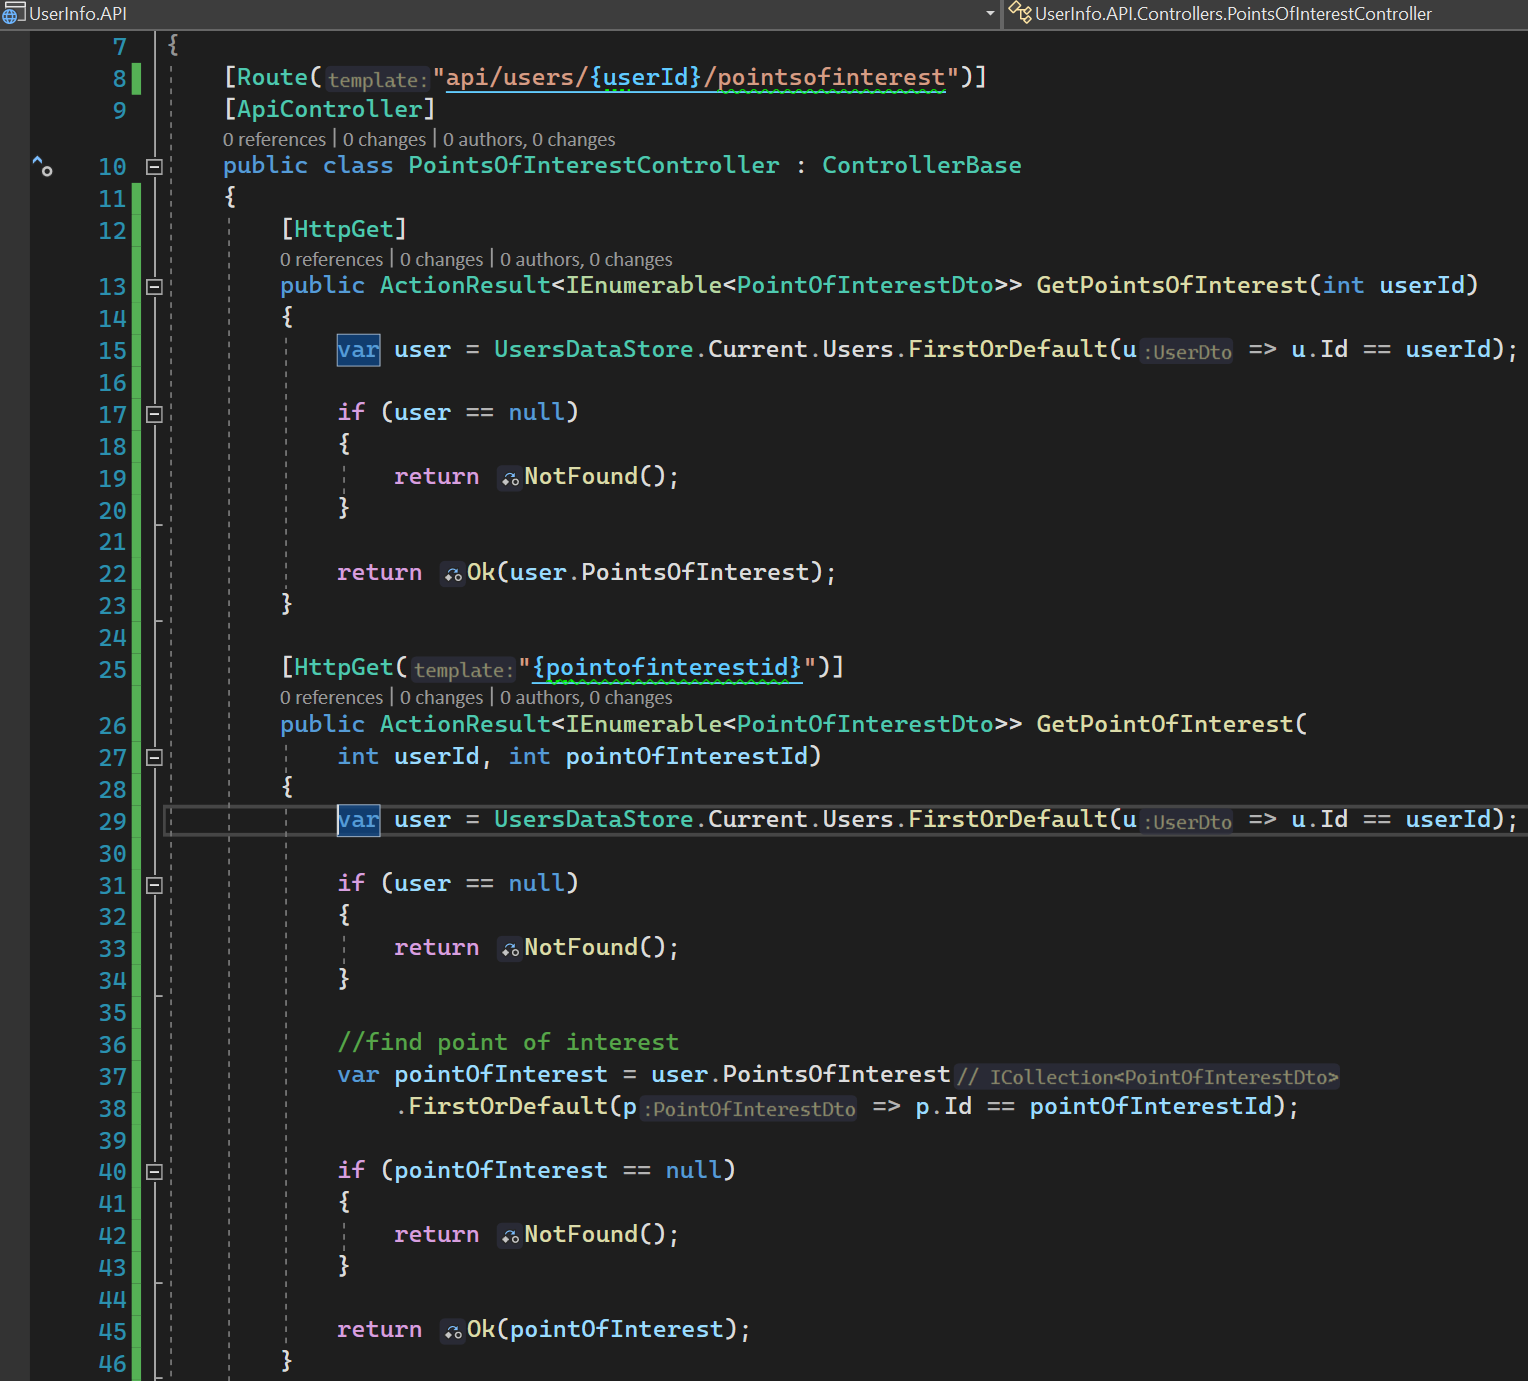 UserInfo.API UserInfo.API.Controllers.PointsOfInterestController
7 {
8 [Route(template:"api/users/{userId}/pointsofinterest")]
9 [ApiController]
0 references | 0 changes | 0 authors, 0 changes
10 public class PointsOfInterestController : ControllerBase
11 {
12 [HttpGet]
0 references | 0 changes | 0 authors, 0 changes
13 public ActionResult<IEnumerable<PointOfInterestDto>> GetPointsOfInterest(int userId)
14 {
15 var user = UsersDataStore.Current.Users.FirstOrDefault(u:UserDto => u.Id == userId);
16
17 if (user == null)
18 {
19 return NotFound();
20 }
21
22 return Ok(user.PointsOfInterest);
23 }
24
25 [HttpGet(template:"{pointofinterestid}")]
0 references | 0 changes | 0 authors, 0 changes
26 public ActionResult<IEnumerable<PointOfInterestDto>> GetPointOfInterest(
27 int userId, int pointOfInterestId)
28 {
29 var user = UsersDataStore.Current.Users.FirstOrDefault(u:UserDto => u.Id == userId);
30
31 if (user == null)
32 {
33 return NotFound();
34 }
35
36 //find point of interest
37 var pointOfInterest = user.PointsOfInterest// ICollection<PointOfInterestDto>
38 .FirstOrDefault(p:PointOfInterestDto => p.Id == pointOfInterestId);
39
40 if (pointOfInterest == null)
41 {
42 return NotFound();
43 }
44
45 return Ok(pointOfInterest);
46 }